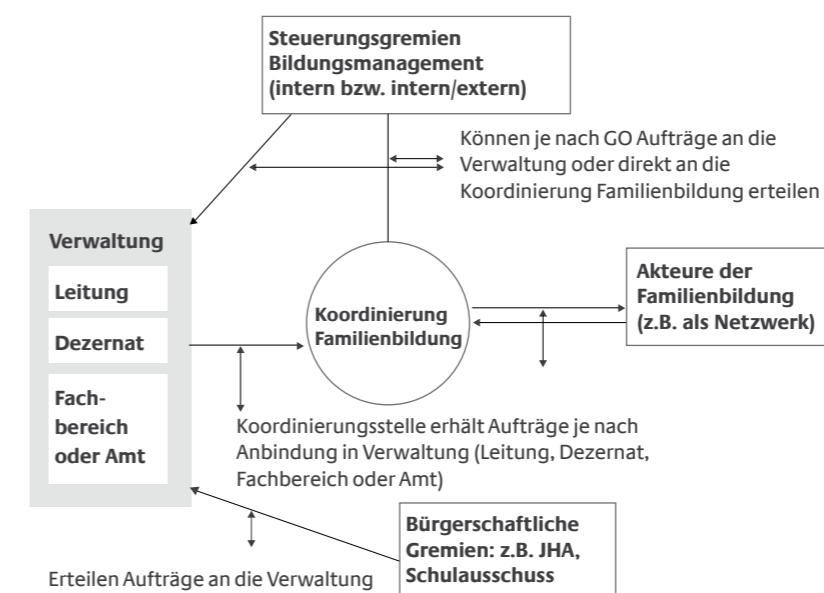 Steuerungsgremien
Bildungsmanagement
(intern bzw. intern/extern)
Können je nach GO Aufträge an die
Verwaltung oder direkt an die
Koordinierung Familienbildung erteilen
Verwaltung
Leitung
Dezernat
Fach-
bereich
oder Amt
Koordinierung
Familienbildung
Akteure der
Familienbildung
(z.B. als Netzwerk)
Koordinierungsstelle erhält Aufträge je nach
Anbindung in Verwaltung (Leitung, Dezernat,
Fachbereich oder Amt)
Bürgerschaftliche
Gremien: z.B. JHA,
Schulausschuss
Erteilen Aufträge an die Verwaltung